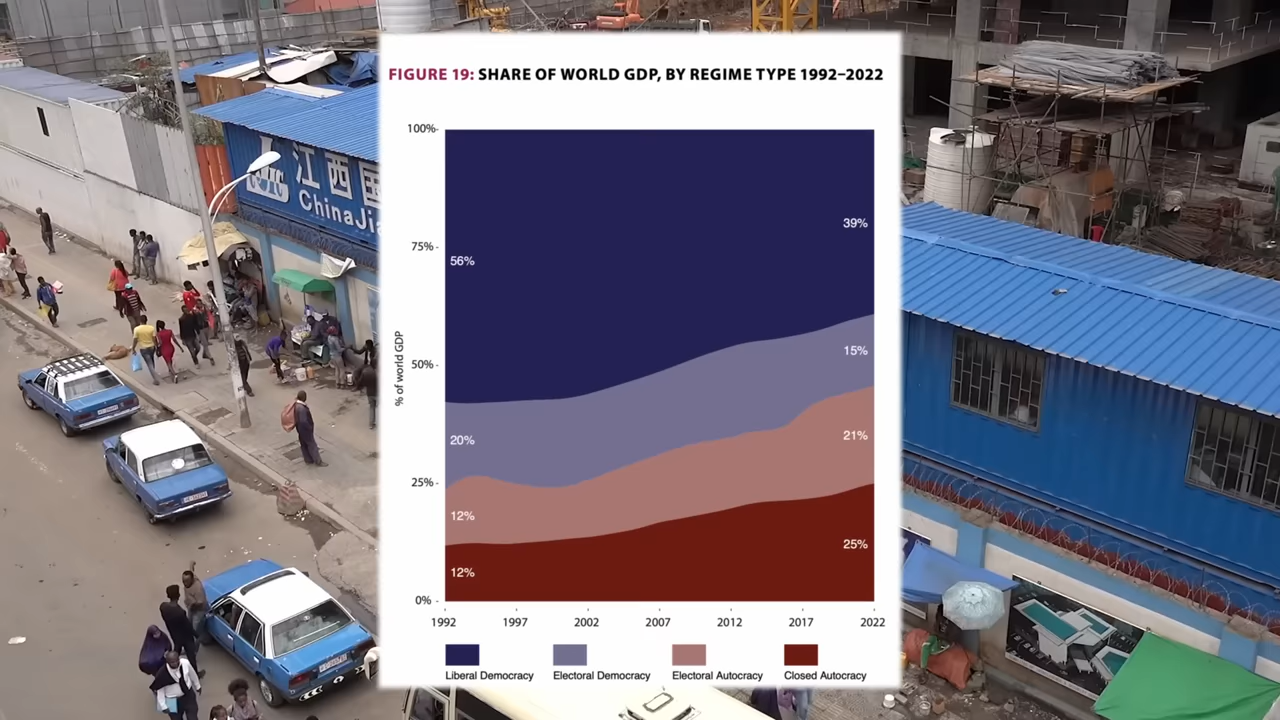 FIGURE 19: SHARE OF WORLD GDP, BY REGIME TYPE 1992–2022
江西国
ChinaJia
% of world GDP
100%
75%
50%
25%
0%
56%
20%
12%
12%
39%
15%
21%
25%
1992 1997 2002 2007 2012 2017 2022
Liberal Democracy Electoral Democracy Electoral Autocracy Closed Autocracy